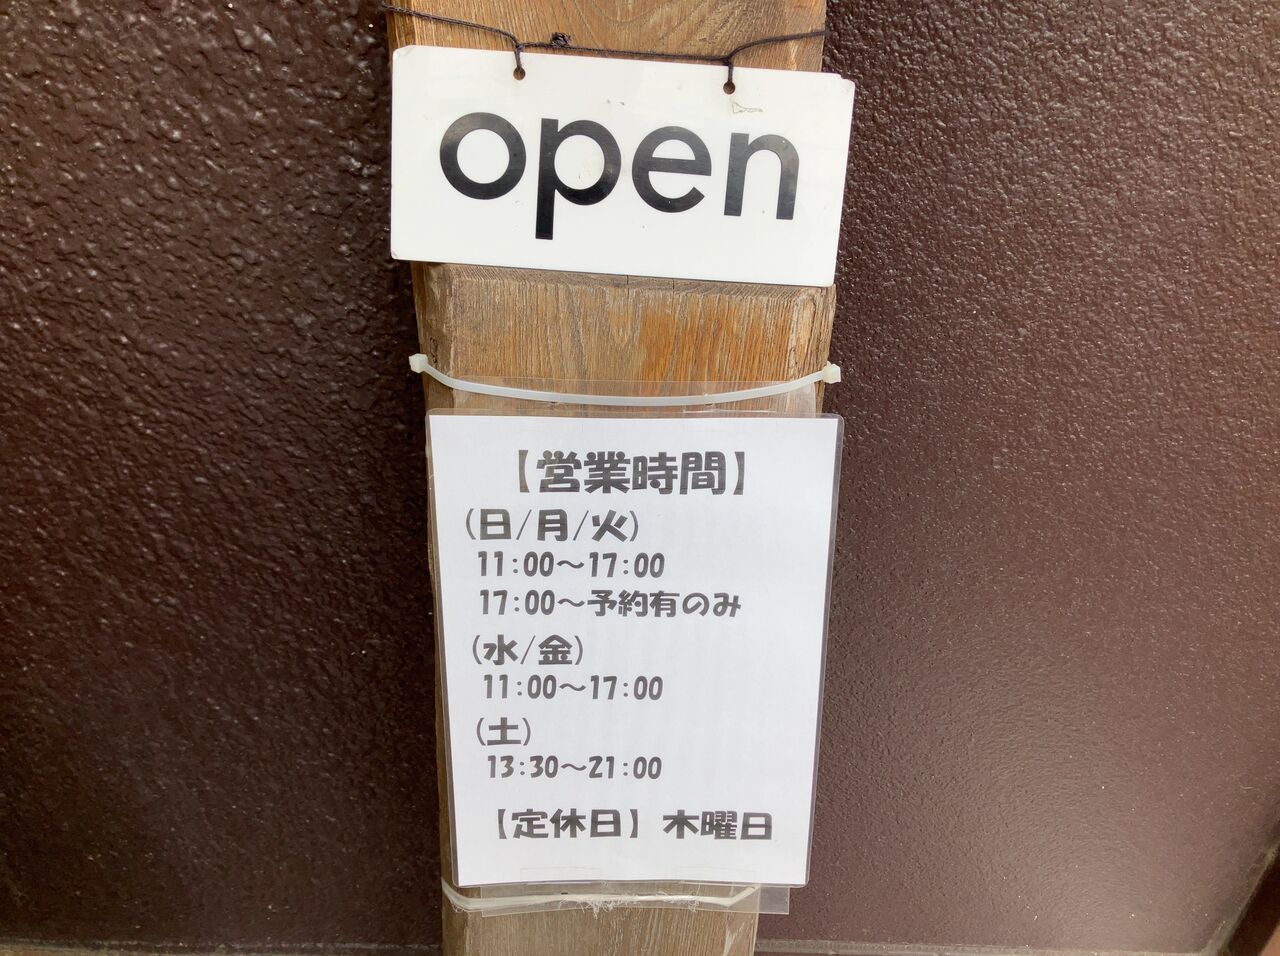 open
【営業時間】
(日/月/火)
11:00～17:00
17:00～予約有のみ
(水/金)
11:00～17:00
(土)
13:30～21:00
【定休日】木曜日